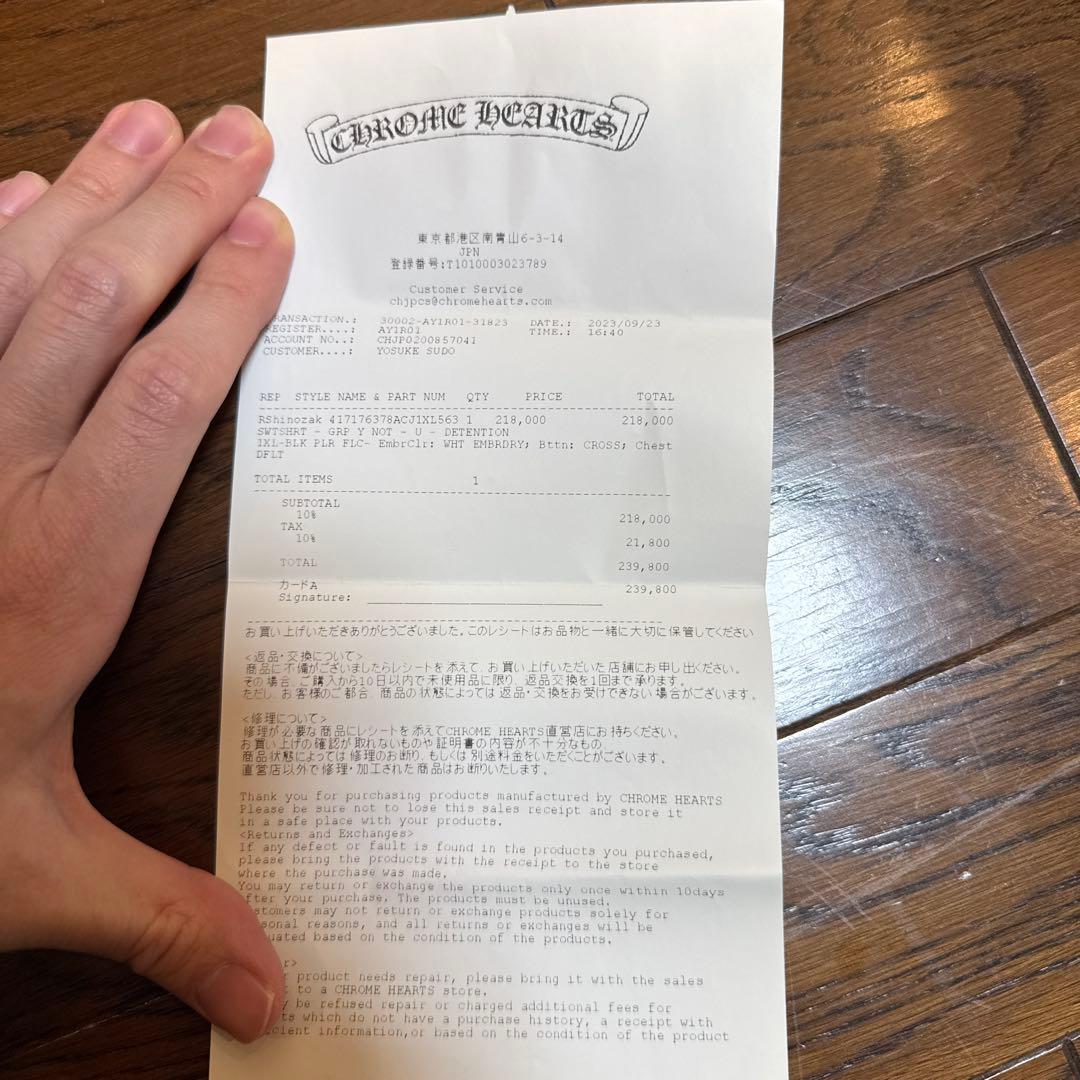 CHROME HEARTS
東京都港区南青山6-3-14
JPN
登録番号:T1010003023789
Customer Service
chjpcs@chromehearts.com
RANSACTION.: 30002-AY1R01-31823 DATE.: 2023/09/23
REGISTER....: AY1R01 TIME.: 16:40
ACCOUNT NO..: CHJP0200857041
CUSTOMER....: YOSUKE SUDO
REP STYLE NAME & PART NUM QTY PRICE TOTAL
RShinozak 417176378ACJ1XL563 1 218,000 218,000
SWTSHRT - GRP Y NOT - U - DETENTION
1XL-BLK PLR FLC- EmbrClr: WHT EMBRDRY; Bttn: CROSS; Chest
DFLT
TOTAL ITEMS 1
SUBTOTAL
10% 218,000
TAX
10% 21,800
TOTAL 239,800
カードA 239,800
Signature:
お買い上げいただきありがとうございました。このレシートはお品物と一緒に大切に保管してください
<返品・交換について>
商品に不備がございましたらレシートを添えて、お買い上げいただいた店舗にお申し出ください。
その場合、ご購入から10日以内で未使用品に限り、返品交換を1回まで承ります。
ただし、お客様のご都合、商品の状態によっては返品・交換をお受けできない場合がございます。
<修理について>
修理が必要な商品にレシートを添えてCHROME HEARTS直営店にお持ちください。
お買い上げの確認が取れないものや証明書の内容が不十分なもの、
商品状態によっては修理のお断り、もしくは別途料金をいただくことがございます。
直営店以外で修理・加工された商品はお断りいたします。
Thank you for purchasing products manufactured by CHROME HEARTS
Please be sure not to lose this sales receipt and store it
in a safe place with your products.
<Returns and Exchanges>
If any defect or fault is found in the products you purchased,
please bring the products with the receipt to the store
where the purchase was made.
You may return or exchange the products only once within 10days
fter your purchase. The products must be unused.
ustomers may not return or exchange products solely for
sonal reasons, and all returns or exchanges will be
uated based on the condition of the products.
r>
product needs repair, please bring it with the sales
t to a CHROME HEARTS store.
y be refused repair or charged additional fees for
ts which do not have a purchase history, a receipt with
icient information,or based on the condition of the product